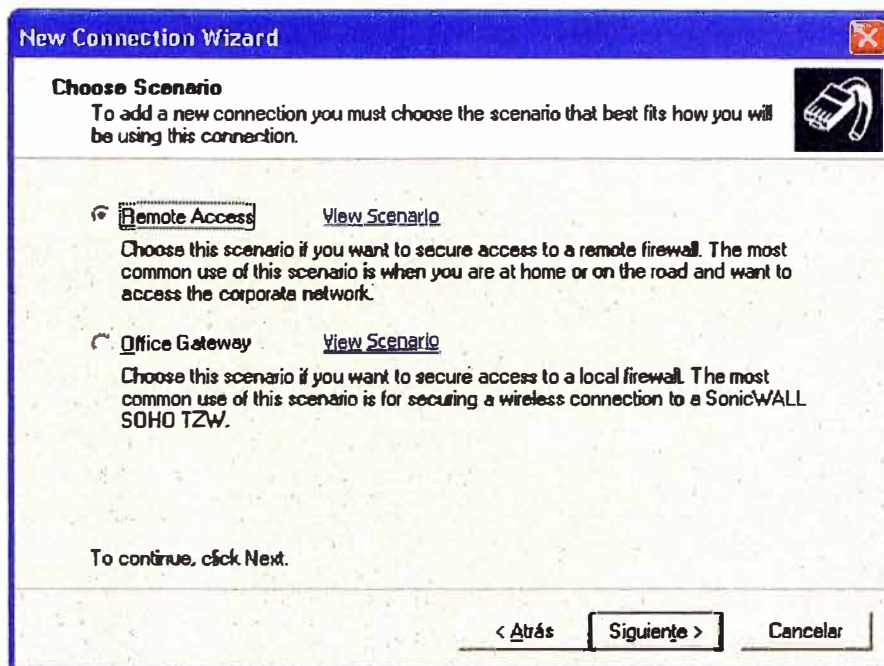 New Connection Wizard
Choose Scenario
To add a new connection you must choose the scenario that best fits how you will
be using this connection.
Remote Access View Scenario
Choose this scenario if you want to secure access to a remote firewall. The most
common use of this scenario is when you are at home or on the road and want to
access the corporate network.
Office Gateway View Scenario
Choose this scenario if you want to secure access to a local firewall. The most
common use of this scenario is for securing a wireless connection to a SonicWALL
SOHO TZW.
To continue, click Next.
< Atrás Siguiente > Cancelar